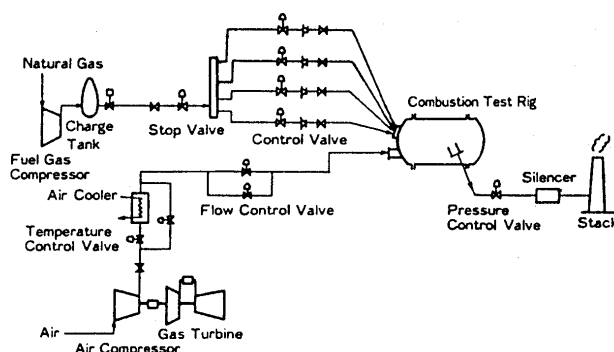 Natural Gas
Charge
Tank
Fuel Gas
Compressor
Stop Valve
Control Valve
Combustion Test Rig
Air Cooler
Temperature
Control Valve
Flow Control Valve
Silencer
Pressure
Control Valve
Stack
Air
Air Compressor
Gas Turbine